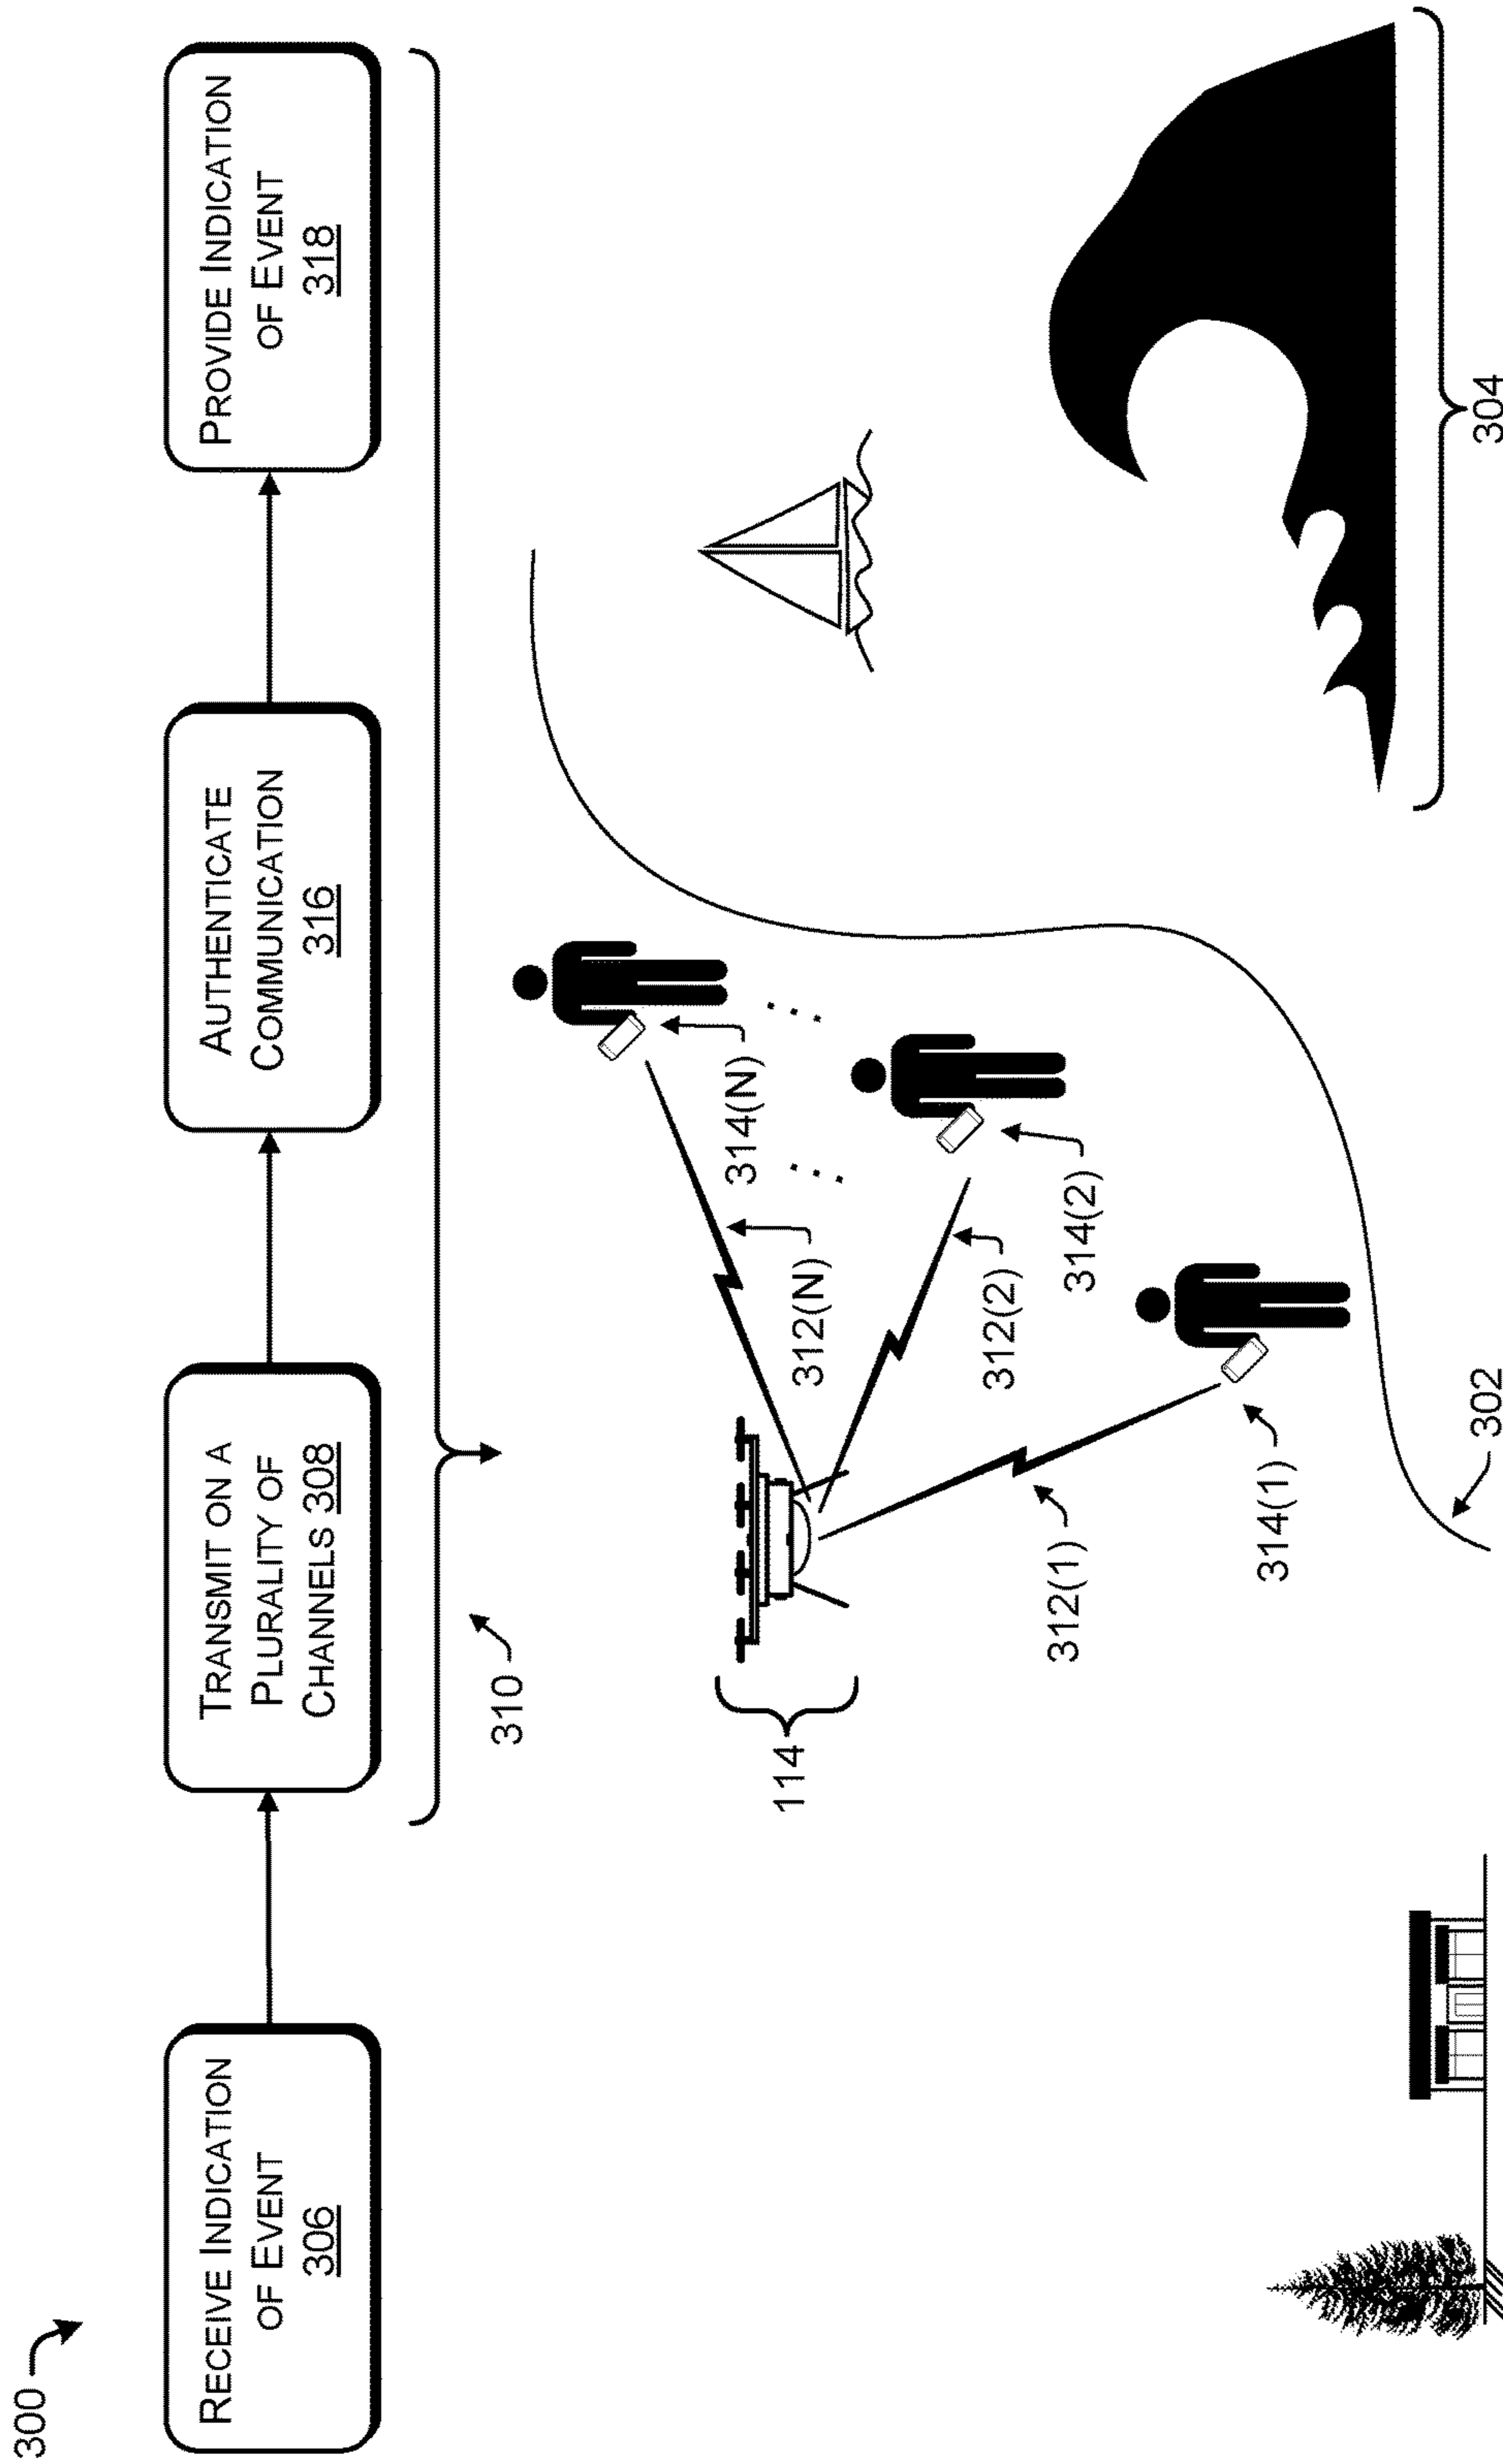 300
RECEIVE INDICATION
OF EVENT
306
TRANSMIT ON A
PLURALITY OF
CHANNELS 308
AUTHENTICATE
COMMUNICATION
316
PROVIDE INDICATION
OF EVENT
318
310
114
312(N)
314(N)
312(2)
314(2)
312(1)
314(1)
302
304